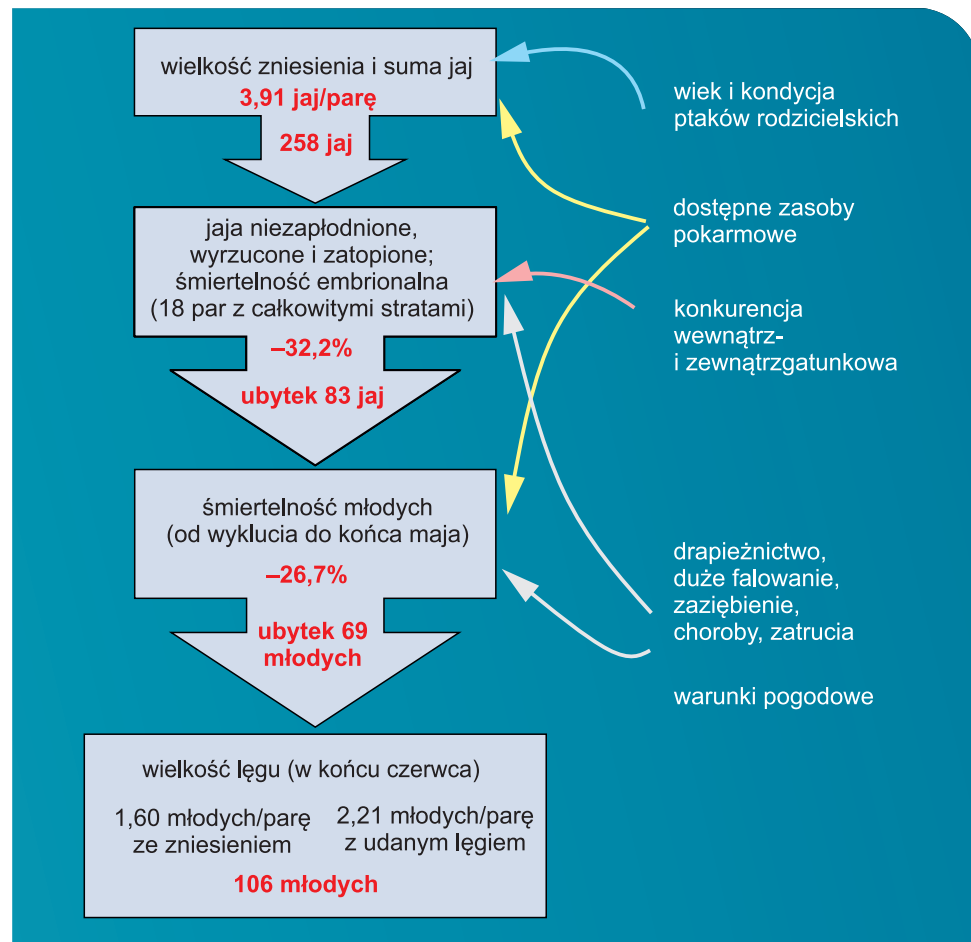 wielkość zniesienia i suma jaj
3,91 jaj/parę
258 jaj
wiek i kondycja
ptaków rodzicielskich
jaja niezapłodnione,
wyrzucone i zatopione;
śmiertelność embrionalna
(18 par z całkowitymi stratami)
–32,2%
ubytek 83 jaj
dostępne zasoby
pokarmowe
konkurencja
wewnątrz-
i zewnątrzgatunkowa
śmiertelność młodych
(od wyklucia do końca maja)
–26,7%
ubytek 69
młodych
drapieżnictwo,
duże falowanie,
zaziębienie,
choroby, zatrucia
warunki pogodowe
wielkość lęgu (w końcu czerwca)
1,60 młodych/parę
ze zniesieniem
2,21 młodych/parę
z udanym lęgiem
106 młodych